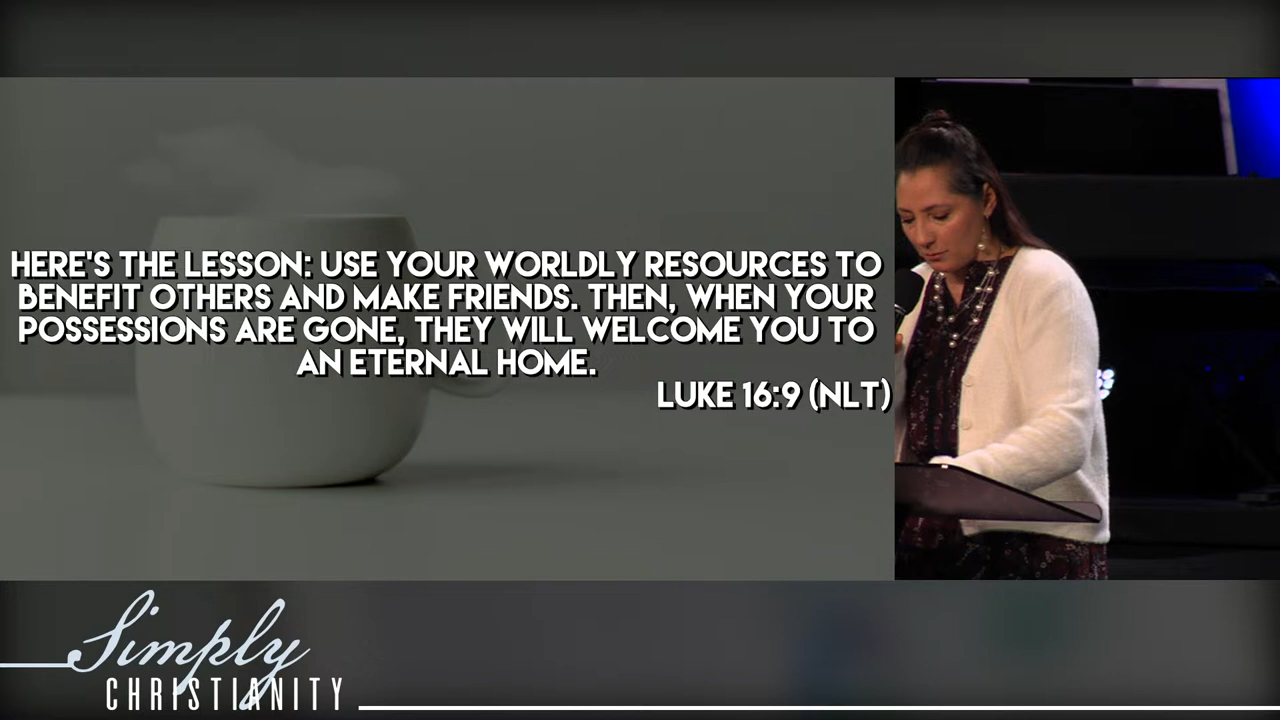 HERE'S THE LESSON: USE YOUR WORLDLY RESOURCES TO
BENEFIT OTHERS AND MAKE FRIENDS. THEN, WHEN YOUR
POSSESSIONS ARE GONE, THEY WILL WELCOME YOU TO
AN ETERNAL HOME.
LUKE 16:9 (NLT)
Simply
CHRISTIANITY